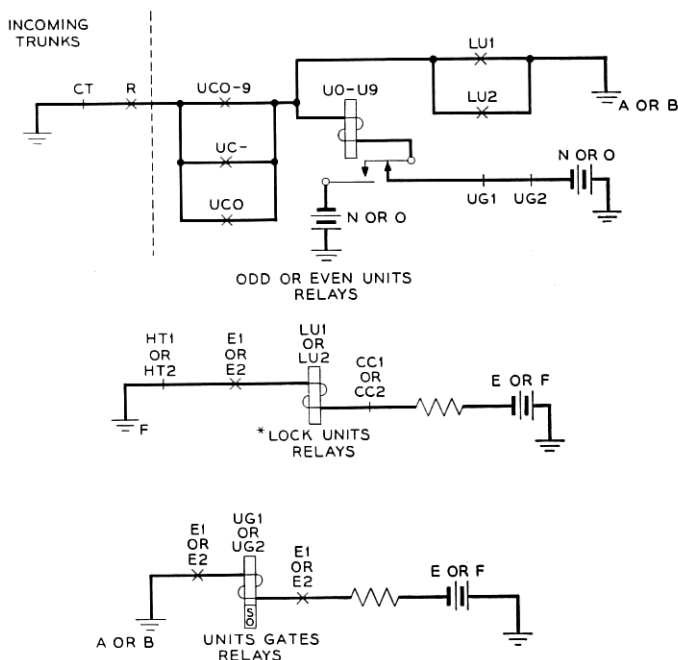 INCOMING
TRUNKS
CT
R
UCO-9
UC-
UCO
UO-U9
LU1
LU2
A OR B
N OR O
UG1
UG2
N OR O
ODD OR EVEN UNITS
RELAYS
HT1
OR
HT2
E1
OR
E2
LU1
OR
LU2
CC1
OR
CC2
E OR F
F
*LOCK UNITS
RELAYS
E1
OR
E2
UG1
OR
UG2
E1
OR
E2
E OR F
SO
A OR B
UNITS GATES
RELAYS